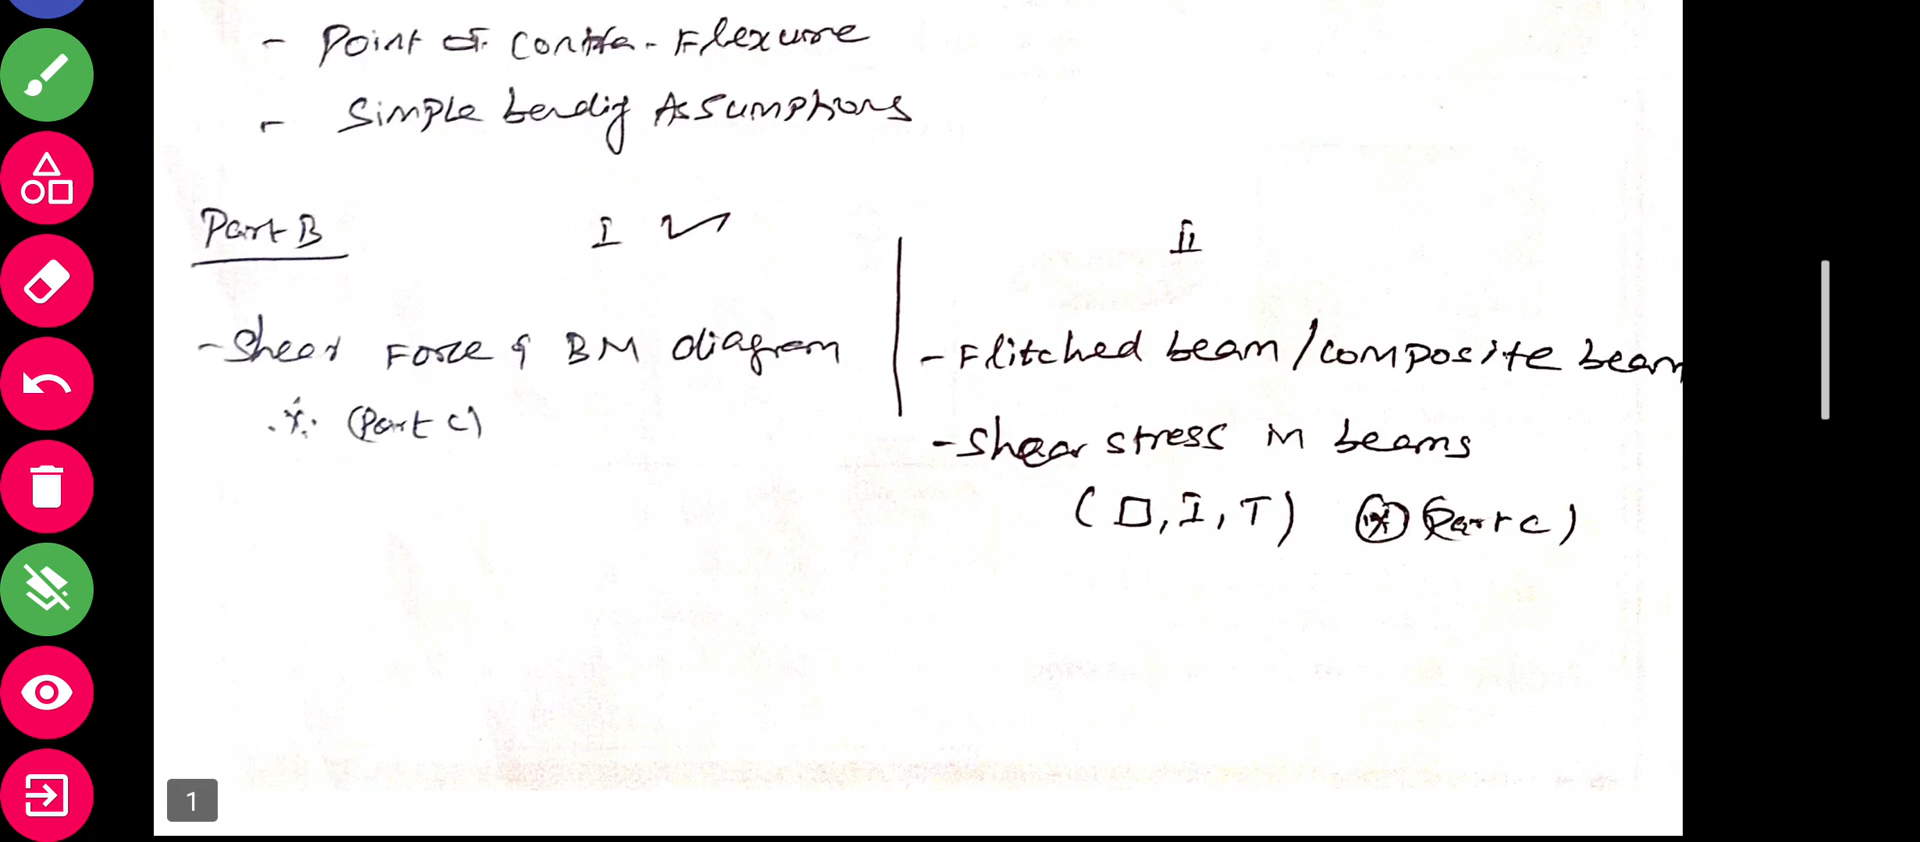 - Point of Contra-Flexure
- Simple bending Assumptions
Part B
I
II
- Shear Force & BM diagram
(Part C)
- Flitched beam / composite beam
- Shear stress in beams
( □, I, T ) * (Part C)
1